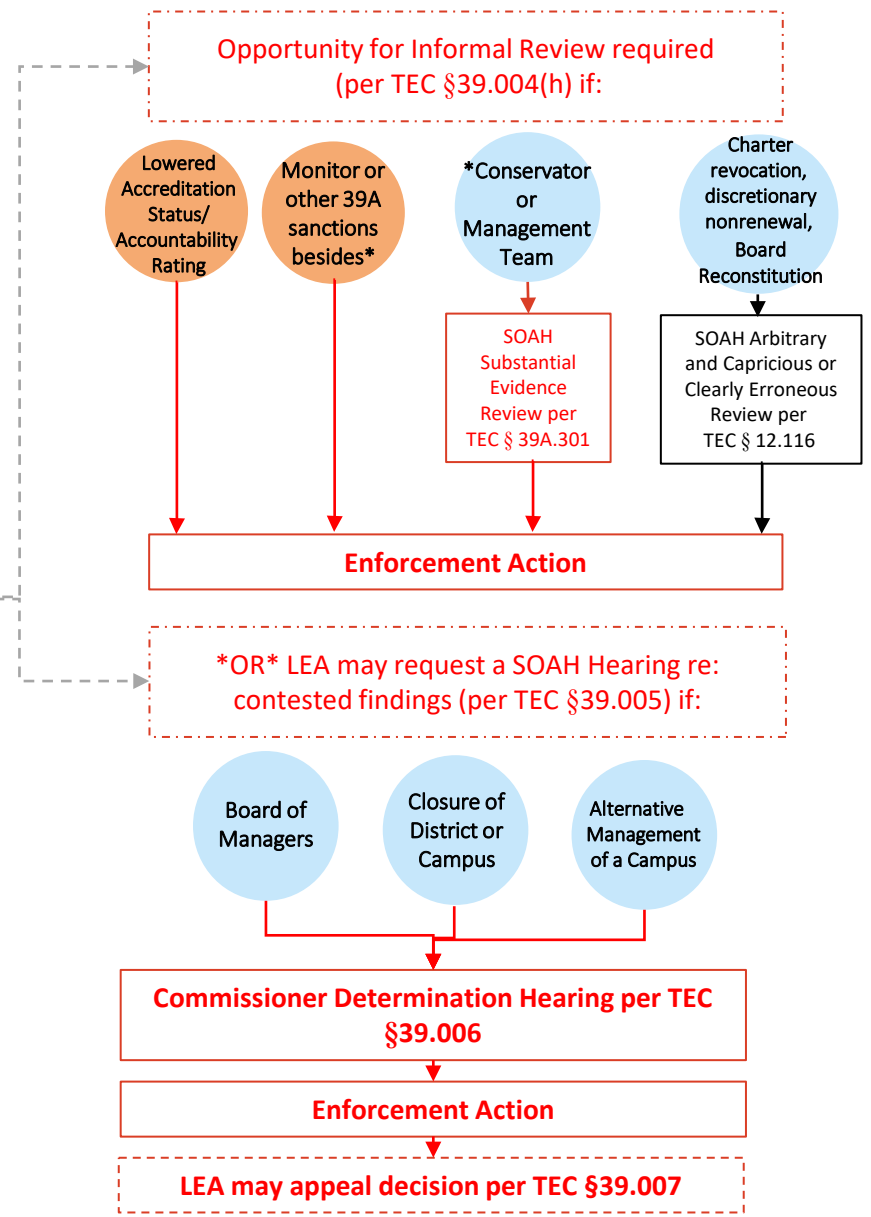 Opportunity for Informal Review required
(per TEC §39.004(h) if:
Lowered
Accreditation
Status/
Accountability
Rating
Monitor or
other 39A
sanctions
besides*
*Conservator
or
Management
Team
Charter
revocation,
discretionary
nonrenewal,
Board
Reconstitution
SOAH
Substantial
Evidence
Review per
TEC § 39A.301
SOAH Arbitrary
and Capricious or
Clearly Erroneous
Review per
TEC § 12.116
Enforcement Action
*OR* LEA may request a SOAH Hearing re:
contested findings (per TEC §39.005) if:
Board of
Managers
Closure of
District or
Campus
Alternative
Management
of a Campus
Commissioner Determination Hearing per TEC
§39.006
Enforcement Action
LEA may appeal decision per TEC §39.007